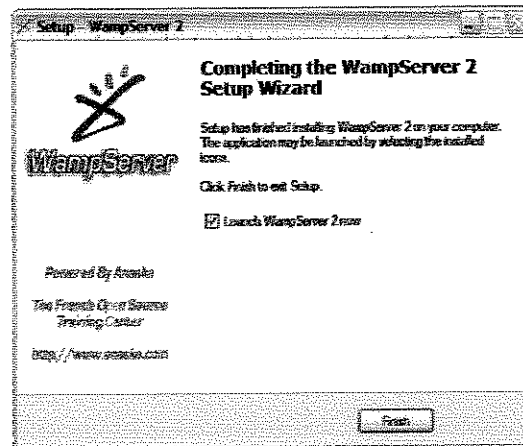 Setup - WampServer 2
Completing the WampServer 2
Setup Wizard
Setup has finished installing WampServer 2 on your computer.
The application may be launched by selecting the installed
icons.
Click Finish to exit Setup.
Launch WampServer 2 now
WampServer
Powered By Anaska
The French Open Source
Training Center
http://www.anaska.com
Finish